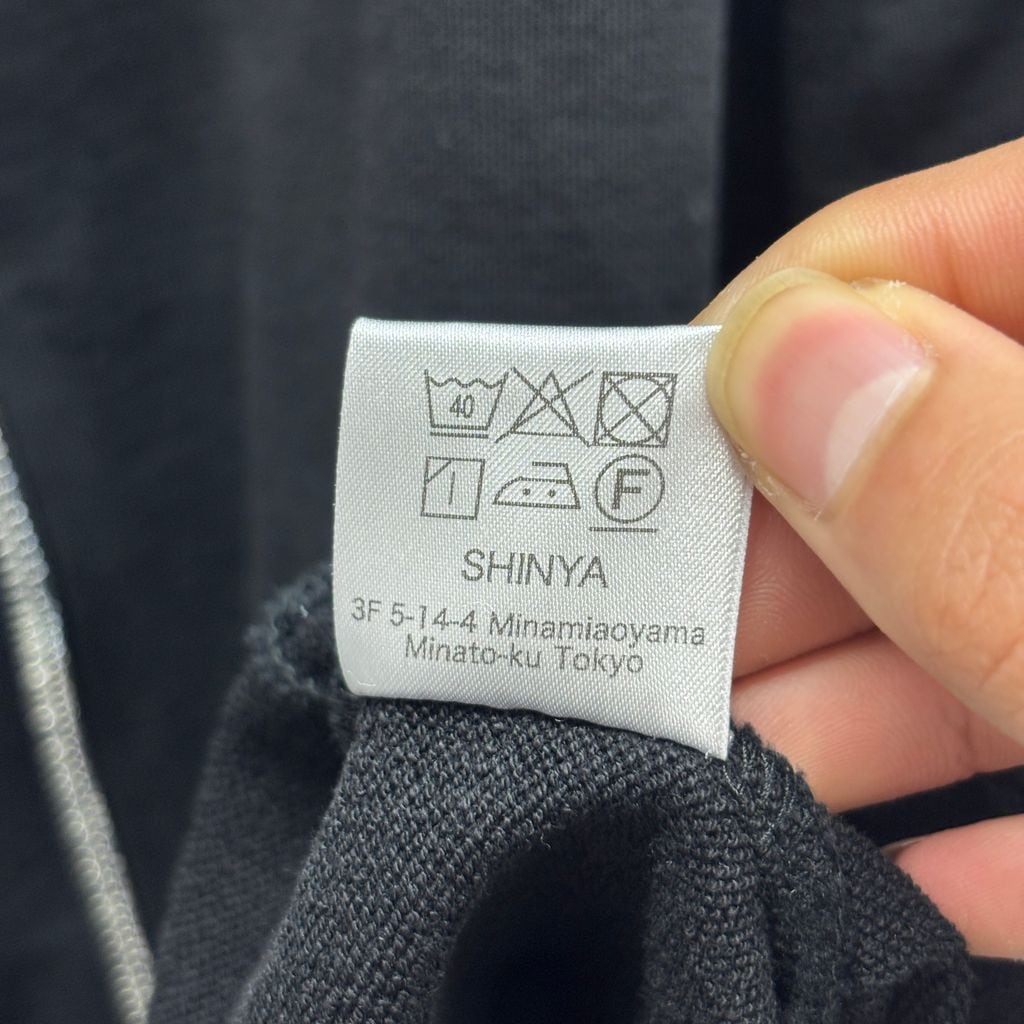 40
F
SHINYA
3F 5-14-4 Minamiaoyama
Minato-ku Tokyo